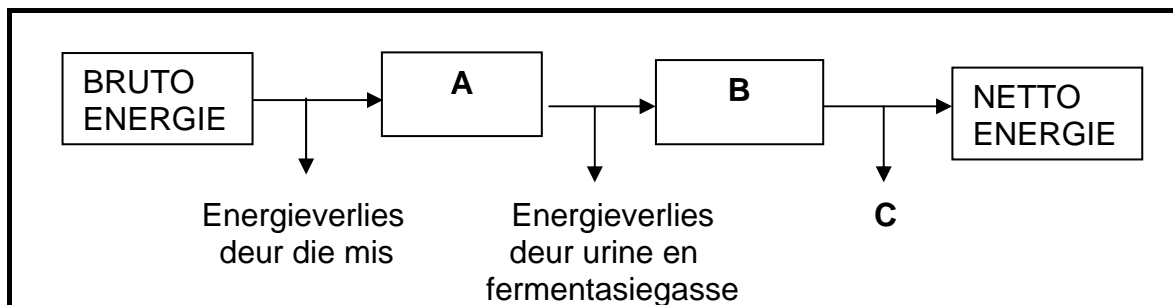 BRUTO
ENERGIE
A
B
NETTO
ENERGIE
Energieverlies
deur die mis
Energieverlies
deur urine en
fermentasiegasse
C